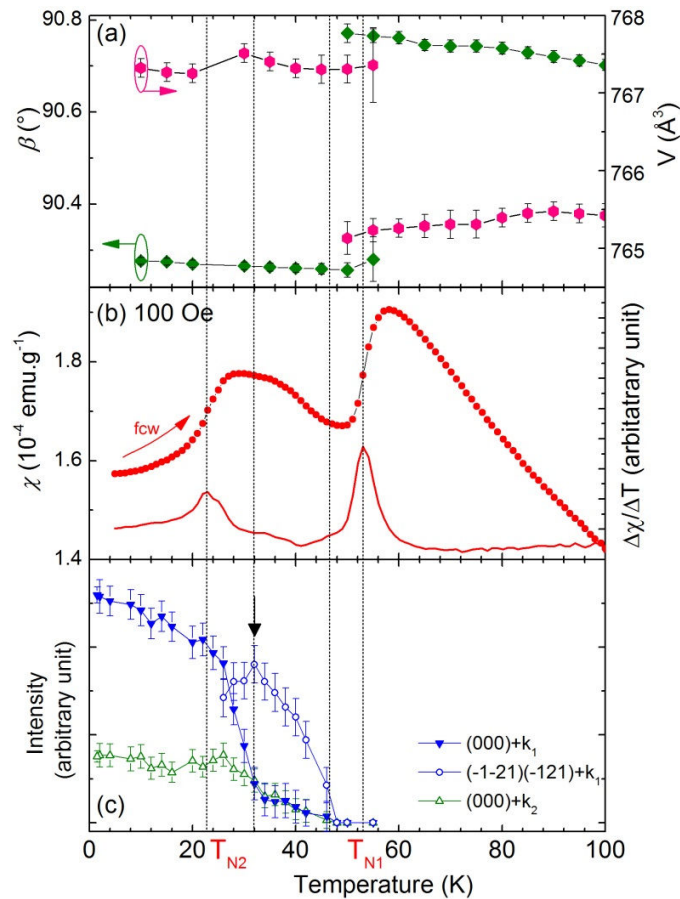 90.8
768
(a)
767
90.6
β (°)
V (Å³)
766
90.4
765
(b) 100 Oe
1.8
χ (10⁻⁴ emu.g⁻¹)
fcw
Δχ/ΔT (arbitatrary unit)
1.6
1.4
Intensity
(arbitrary unit)
(000)+k₁
(-1-21)(-121)+k₁
(000)+k₂
(c)
0 20 40 60 80 100
T_N2 T_N1
Temperature (K)